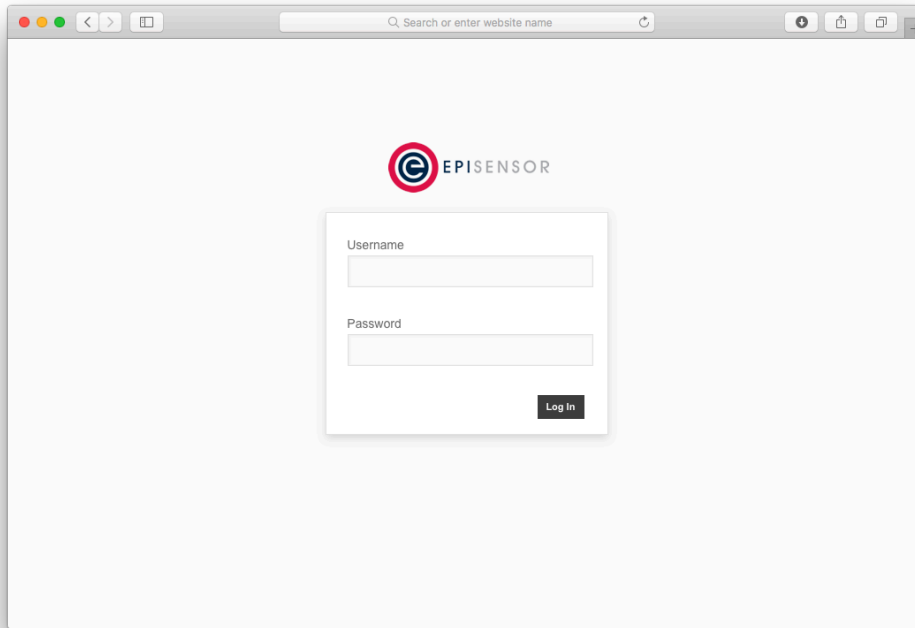 Search or enter website name
EPISENSOR
Username
Password
Log In